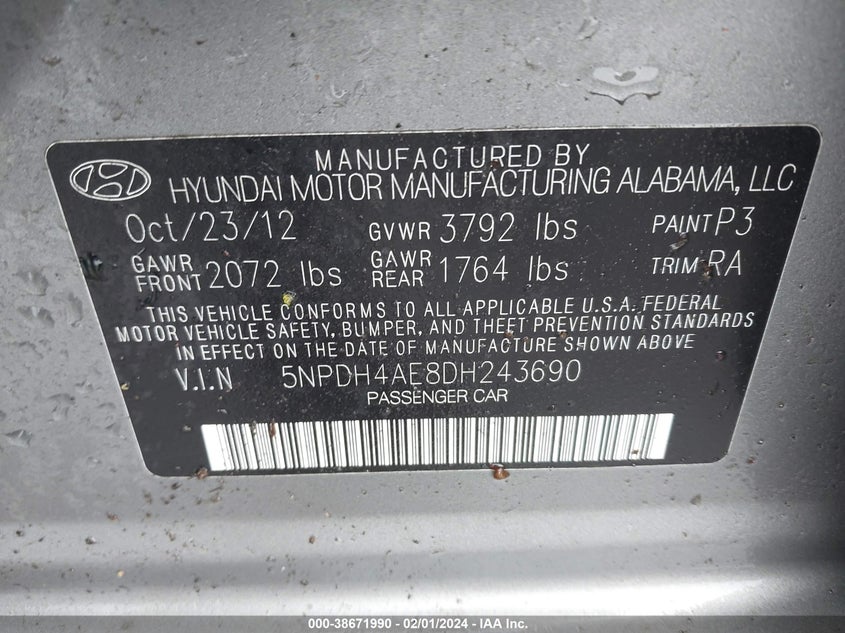 MANUFACTURED BY
HYUNDAI MOTOR MANUFACTURING ALABAMA, LLC
Oct/23/12 GVWR 3792 lbs PAINT P3
GAWR FRONT 2072 lbs GAWR REAR 1764 lbs TRIM RA
THIS VEHICLE CONFORMS TO ALL APPLICABLE U.S.A. FEDERAL
MOTOR VEHICLE SAFETY, BUMPER, AND THEFT PREVENTION STANDARDS
IN EFFECT ON THE DATE OF MANUFACTURE SHOWN ABOVE
V.I.N 5NPDH4AE8DH243690
PASSENGER CAR
000-38671990 — 02/01/2024 — IAA Inc.